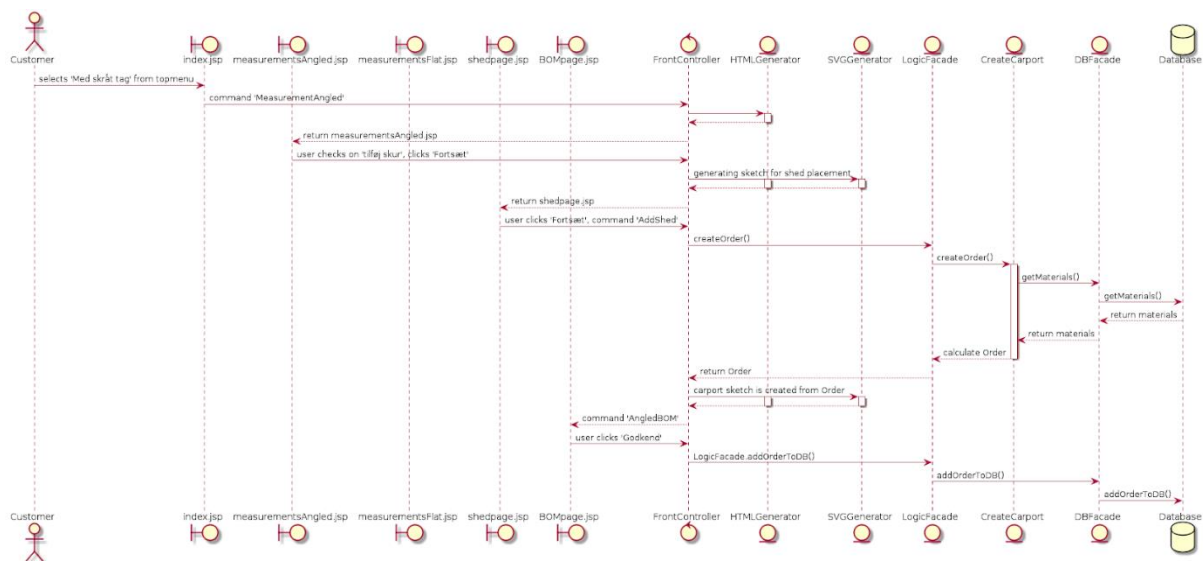 Customer index.jsp measurementsAngled.jsp measurementsFlat.jsp shedpage.jsp BOMpage.jsp FrontController HTMLGenerator SVGGenerator LogicFacade CreateCarport DBFacade Database
selects 'Med skråt tag' from topmenu
command 'MeasurementAngled'
return measurementsAngled.jsp
user checks on 'tilføj skur', clicks 'Fortsæt'
generating sketch for shed placement
return shedpage.jsp
user clicks 'Fortsæt', command 'AddShed'
createOrder()
createOrder()
getMaterials()
getMaterials()
return materials
return materials
calculate Order
return Order
carport sketch is created from Order
command 'AngledBOM'
user clicks 'Godkend'
LogicFacade.addOrderToDB()
addOrderToDB()
addOrderToDB()
Customer index.jsp measurementsAngled.jsp measurementsFlat.jsp shedpage.jsp BOMpage.jsp FrontController HTMLGenerator SVGGenerator LogicFacade CreateCarport DBFacade Database